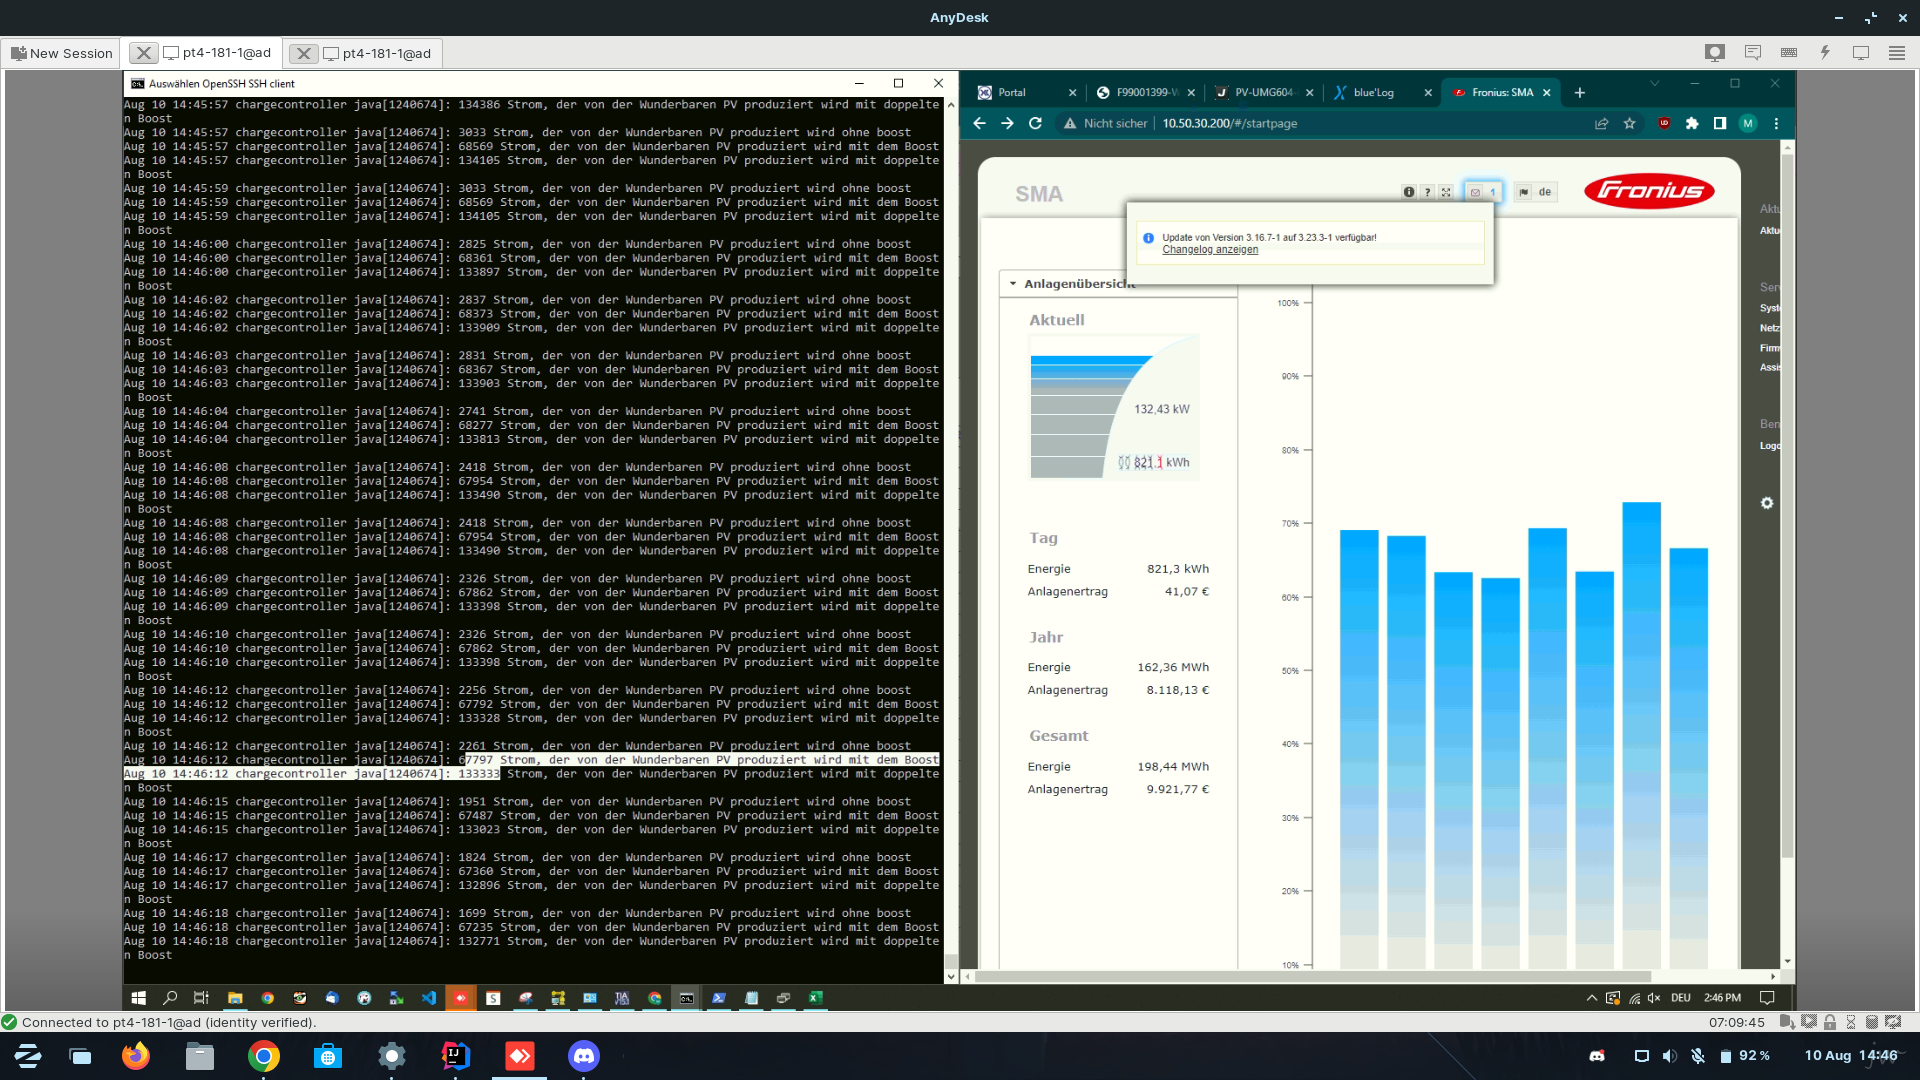 AnyDesk
New Session
pt4-181-1@ad
pt4-181-1@ad
Auswählen OpenSSH SSH client
Aug 10 14:45:57 chargecontroller java[1240674]: 134386 Strom, der von der Wunderbaren PV produziert wird mit doppelte
n Boost
Aug 10 14:45:57 chargecontroller java[1240674]: 3033 Strom, der von der Wunderbaren PV produziert wird ohne boost
Aug 10 14:45:57 chargecontroller java[1240674]: 68569 Strom, der von der Wunderbaren PV produziert wird mit dem Boost
Aug 10 14:45:57 chargecontroller java[1240674]: 134105 Strom, der von der Wunderbaren PV produziert wird mit doppelte
n Boost
Aug 10 14:45:59 chargecontroller java[1240674]: 3033 Strom, der von der Wunderbaren PV produziert wird ohne boost
Aug 10 14:45:59 chargecontroller java[1240674]: 68569 Strom, der von der Wunderbaren PV produziert wird mit dem Boost
Aug 10 14:45:59 chargecontroller java[1240674]: 134105 Strom, der von der Wunderbaren PV produziert wird mit doppelte
n Boost
Aug 10 14:46:00 chargecontroller java[1240674]: 2825 Strom, der von der Wunderbaren PV produziert wird ohne boost
Aug 10 14:46:00 chargecontroller java[1240674]: 68361 Strom, der von der Wunderbaren PV produziert wird mit dem Boost
Aug 10 14:46:00 chargecontroller java[1240674]: 133897 Strom, der von der Wunderbaren PV produziert wird mit doppelte
n Boost
Aug 10 14:46:02 chargecontroller java[1240674]: 2837 Strom, der von der Wunderbaren PV produziert wird ohne boost
Aug 10 14:46:02 chargecontroller java[1240674]: 68373 Strom, der von der Wunderbaren PV produziert wird mit dem Boost
Aug 10 14:46:02 chargecontroller java[1240674]: 133909 Strom, der von der Wunderbaren PV produziert wird mit doppelte
n Boost
Aug 10 14:46:03 chargecontroller java[1240674]: 2831 Strom, der von der Wunderbaren PV produziert wird ohne boost
Aug 10 14:46:03 chargecontroller java[1240674]: 68367 Strom, der von der Wunderbaren PV produziert wird mit dem Boost
Aug 10 14:46:03 chargecontroller java[1240674]: 133903 Strom, der von der Wunderbaren PV produziert wird mit doppelte
n Boost
Aug 10 14:46:04 chargecontroller java[1240674]: 2741 Strom, der von der Wunderbaren PV produziert wird ohne boost
Aug 10 14:46:04 chargecontroller java[1240674]: 68277 Strom, der von der Wunderbaren PV produziert wird mit dem Boost
Aug 10 14:46:04 chargecontroller java[1240674]: 133813 Strom, der von der Wunderbaren PV produziert wird mit doppelte
n Boost
Aug 10 14:46:08 chargecontroller java[1240674]: 2418 Strom, der von der Wunderbaren PV produziert wird ohne boost
Aug 10 14:46:08 chargecontroller java[1240674]: 67954 Strom, der von der Wunderbaren PV produziert wird mit dem Boost
Aug 10 14:46:08 chargecontroller java[1240674]: 133490 Strom, der von der Wunderbaren PV produziert wird mit doppelte
n Boost
Aug 10 14:46:08 chargecontroller java[1240674]: 2418 Strom, der von der Wunderbaren PV produziert wird ohne boost
Aug 10 14:46:08 chargecontroller java[1240674]: 67954 Strom, der von der Wunderbaren PV produziert wird mit dem Boost
Aug 10 14:46:08 chargecontroller java[1240674]: 133490 Strom, der von der Wunderbaren PV produziert wird mit doppelte
n Boost
Aug 10 14:46:09 chargecontroller java[1240674]: 2326 Strom, der von der Wunderbaren PV produziert wird ohne boost
Aug 10 14:46:09 chargecontroller java[1240674]: 67862 Strom, der von der Wunderbaren PV produziert wird mit dem Boost
Aug 10 14:46:09 chargecontroller java[1240674]: 133398 Strom, der von der Wunderbaren PV produziert wird mit doppelte
n Boost
Aug 10 14:46:10 chargecontroller java[1240674]: 2326 Strom, der von der Wunderbaren PV produziert wird ohne boost
Aug 10 14:46:10 chargecontroller java[1240674]: 67862 Strom, der von der Wunderbaren PV produziert wird mit dem Boost
Aug 10 14:46:10 chargecontroller java[1240674]: 133398 Strom, der von der Wunderbaren PV produziert wird mit doppelte
n Boost
Aug 10 14:46:12 chargecontroller java[1240674]: 2256 Strom, der von der Wunderbaren PV produziert wird ohne boost
Aug 10 14:46:12 chargecontroller java[1240674]: 67792 Strom, der von der Wunderbaren PV produziert wird mit dem Boost
Aug 10 14:46:12 chargecontroller java[1240674]: 133328 Strom, der von der Wunderbaren PV produziert wird mit doppelte
n Boost
Aug 10 14:46:12 chargecontroller java[1240674]: 2261 Strom, der von der Wunderbaren PV produziert wird ohne boost
Aug 10 14:46:12 chargecontroller java[1240674]: 67797 Strom, der von der Wunderbaren PV produziert wird mit dem Boost
Aug 10 14:46:12 chargecontroller java[1240674]: 133333 Strom, der von der Wunderbaren PV produziert wird mit doppelte
n Boost
Aug 10 14:46:15 chargecontroller java[1240674]: 1951 Strom, der von der Wunderbaren PV produziert wird ohne boost
Aug 10 14:46:15 chargecontroller java[1240674]: 67487 Strom, der von der Wunderbaren PV produziert wird mit dem Boost
Aug 10 14:46:15 chargecontroller java[1240674]: 133023 Strom, der von der Wunderbaren PV produziert wird mit doppelte
n Boost
Aug 10 14:46:17 chargecontroller java[1240674]: 1824 Strom, der von der Wunderbaren PV produziert wird ohne boost
Aug 10 14:46:17 chargecontroller java[1240674]: 67360 Strom, der von der Wunderbaren PV produziert wird mit dem Boost
Aug 10 14:46:17 chargecontroller java[1240674]: 132896 Strom, der von der Wunderbaren PV produziert wird mit doppelte
n Boost
Aug 10 14:46:18 chargecontroller java[1240674]: 1699 Strom, der von der Wunderbaren PV produziert wird ohne boost
Aug 10 14:46:18 chargecontroller java[1240674]: 67235 Strom, der von der Wunderbaren PV produziert wird mit dem Boost
Aug 10 14:46:18 chargecontroller java[1240674]: 132771 Strom, der von der Wunderbaren PV produziert wird mit doppelte
n Boost
Portal
F99001399-W
PV-UMG604-
blue'Log
Fronius: SMA
Nicht sicher
10.50.30.200/#/startpage
M
SMA
1
de
Fronius
Update von Version 3.16.7-1 auf 3.23.3-1 verfügbar!
Changelog anzeigen
Anlagenübersicht
Aktuell
132,43 kW
821.1 kWh
Tag
Energie 821,3 kWh
Anlagenertrag 41,07 €
Jahr
Energie 162,36 MWh
Anlagenertrag 8.118,13 €
Gesamt
Energie 198,44 MWh
Anlagenertrag 9.921,77 €
100%
90%
80%
70%
60%
50%
40%
30%
20%
10%
Aktu
Aktu
Serv
Syste
Netz
Firm
Assis
Ben
Logo
DEU
2:46 PM
Connected to pt4-181-1@ad (identity verified).
07:09:45
92 %
10 Aug 14:46